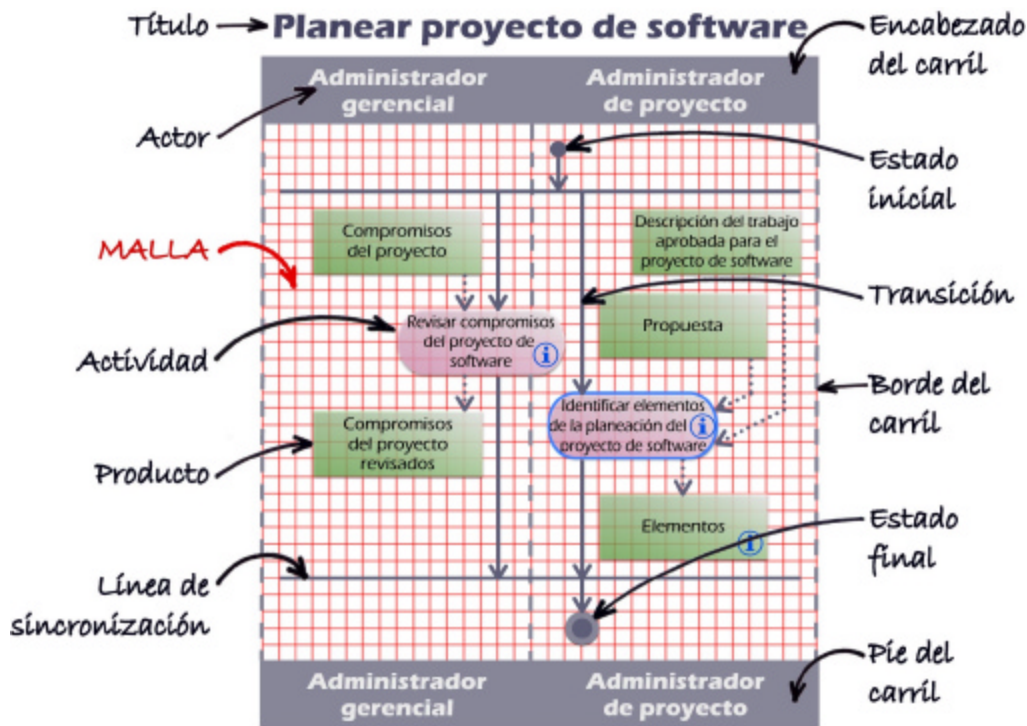 Título
Planear proyecto de software
Encabezado
del carril
Administrador
gerencial
Administrador
de proyecto
Actor
Estado
inicial
MALLA
Compromisos
del proyecto
Descripción del trabajo
aprobada para el
proyecto de software
Transición
Propuesta
Revisar compromisos
del proyecto de
software
i
Actividad
Borde del
carril
Identificar elementos
de la planeación del
proyecto de software
i
Compromisos
del proyecto
revisados
Producto
Elementos
i
Estado
final
Línea de
sincronización
Pie del
carril
Administrador
gerencial
Administrador
de proyecto